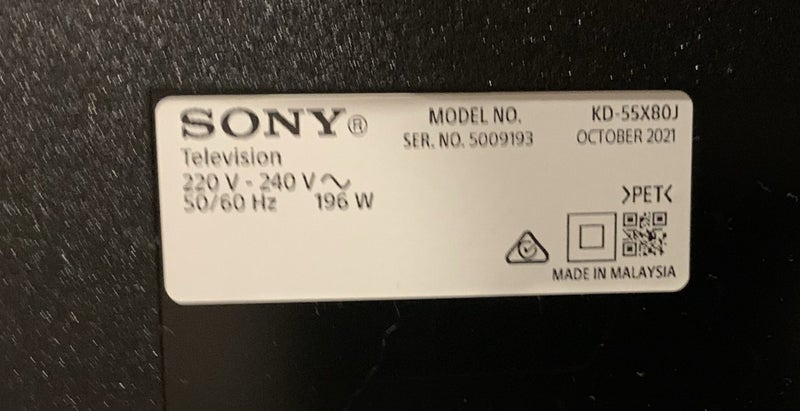 SONY®
Television
220 V - 240 V ~
50/60 Hz 196 W
MODEL NO. KD-55X80J
SER. NO. 5009193 OCTOBER 2021
>PET<
MADE IN MALAYSIA